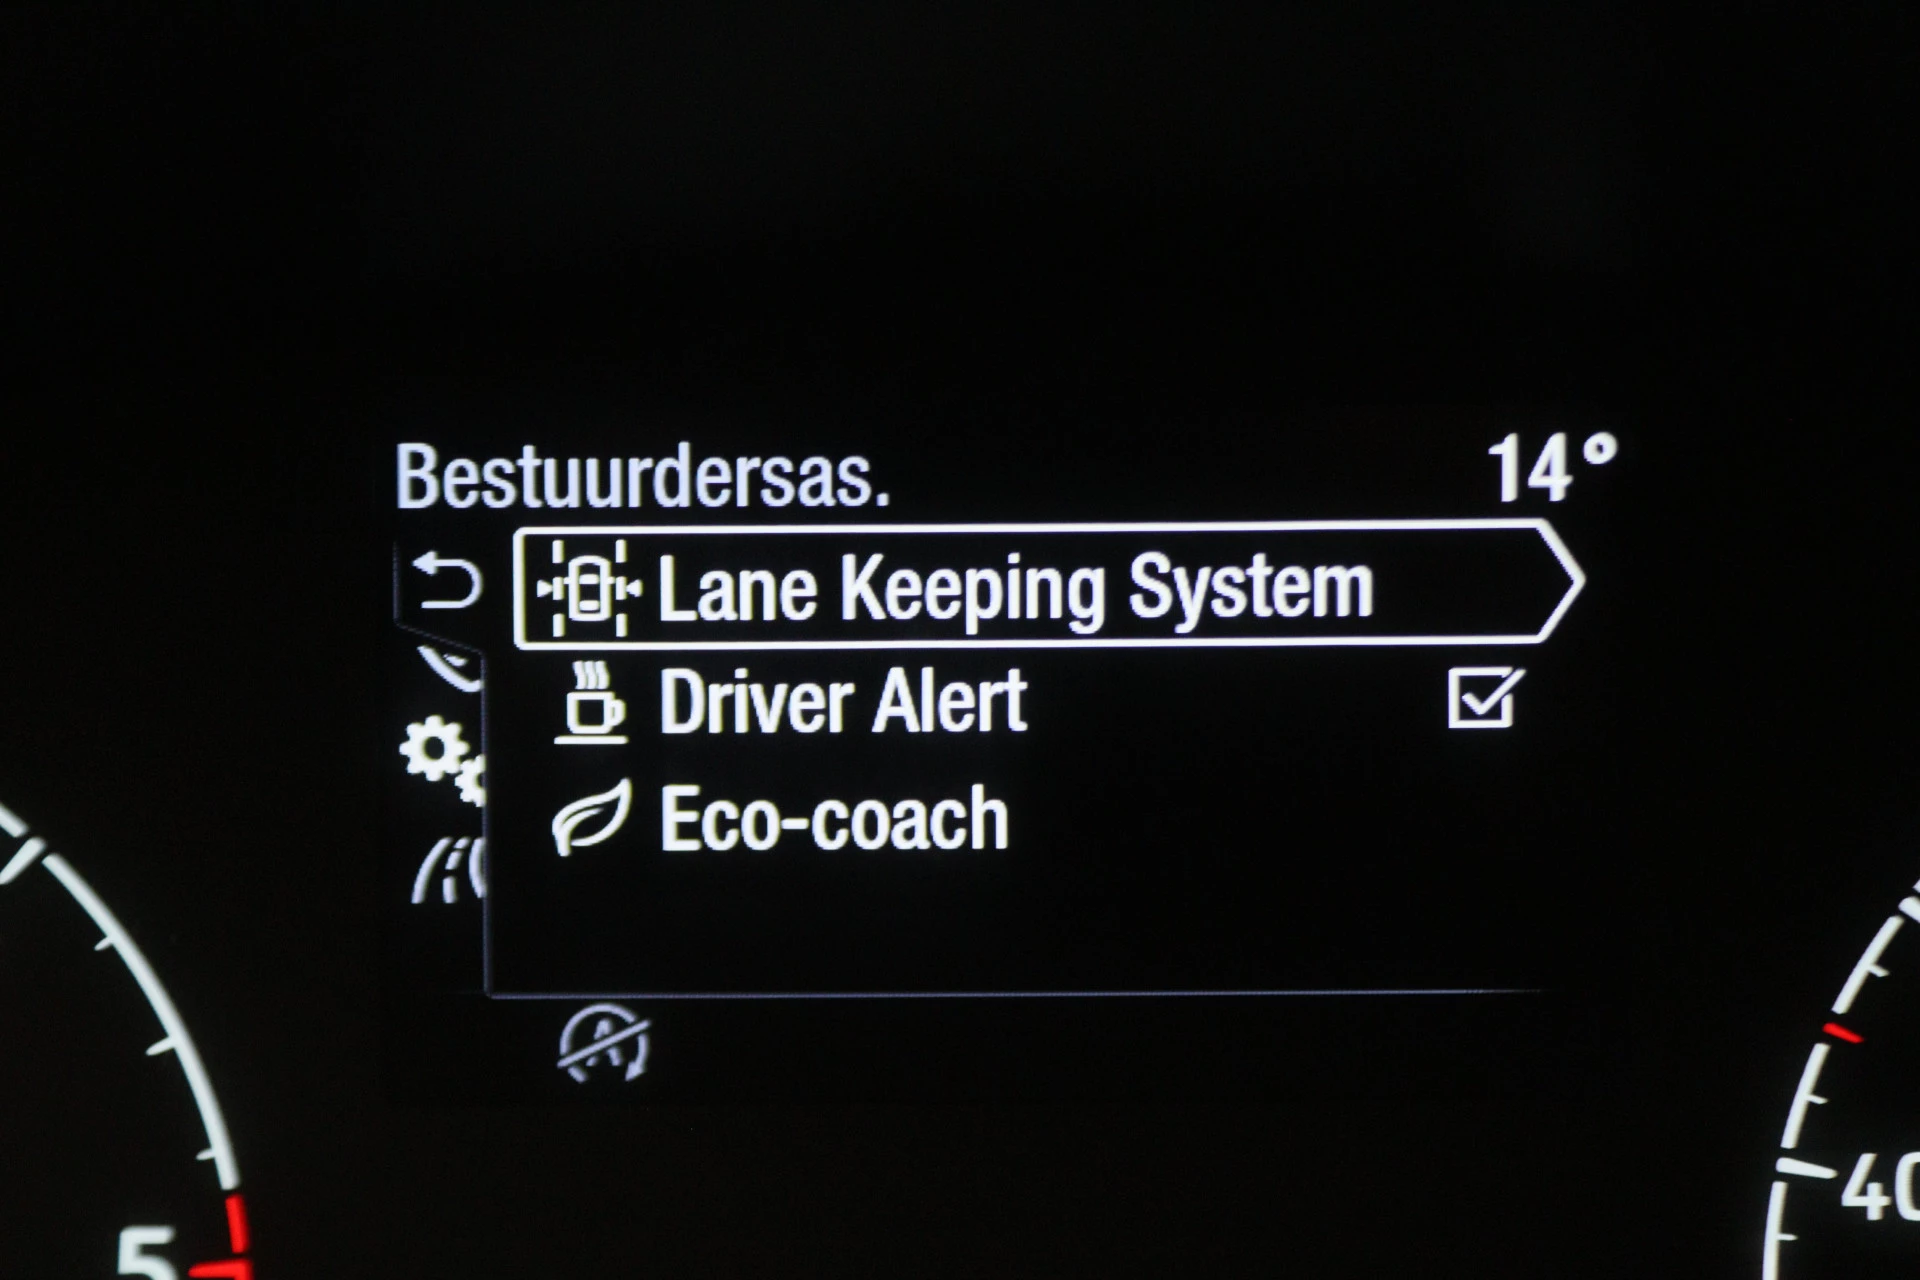 Bestuurdersas. 14°
Lane Keeping System
Driver Alert
Eco-coach
A
5
40